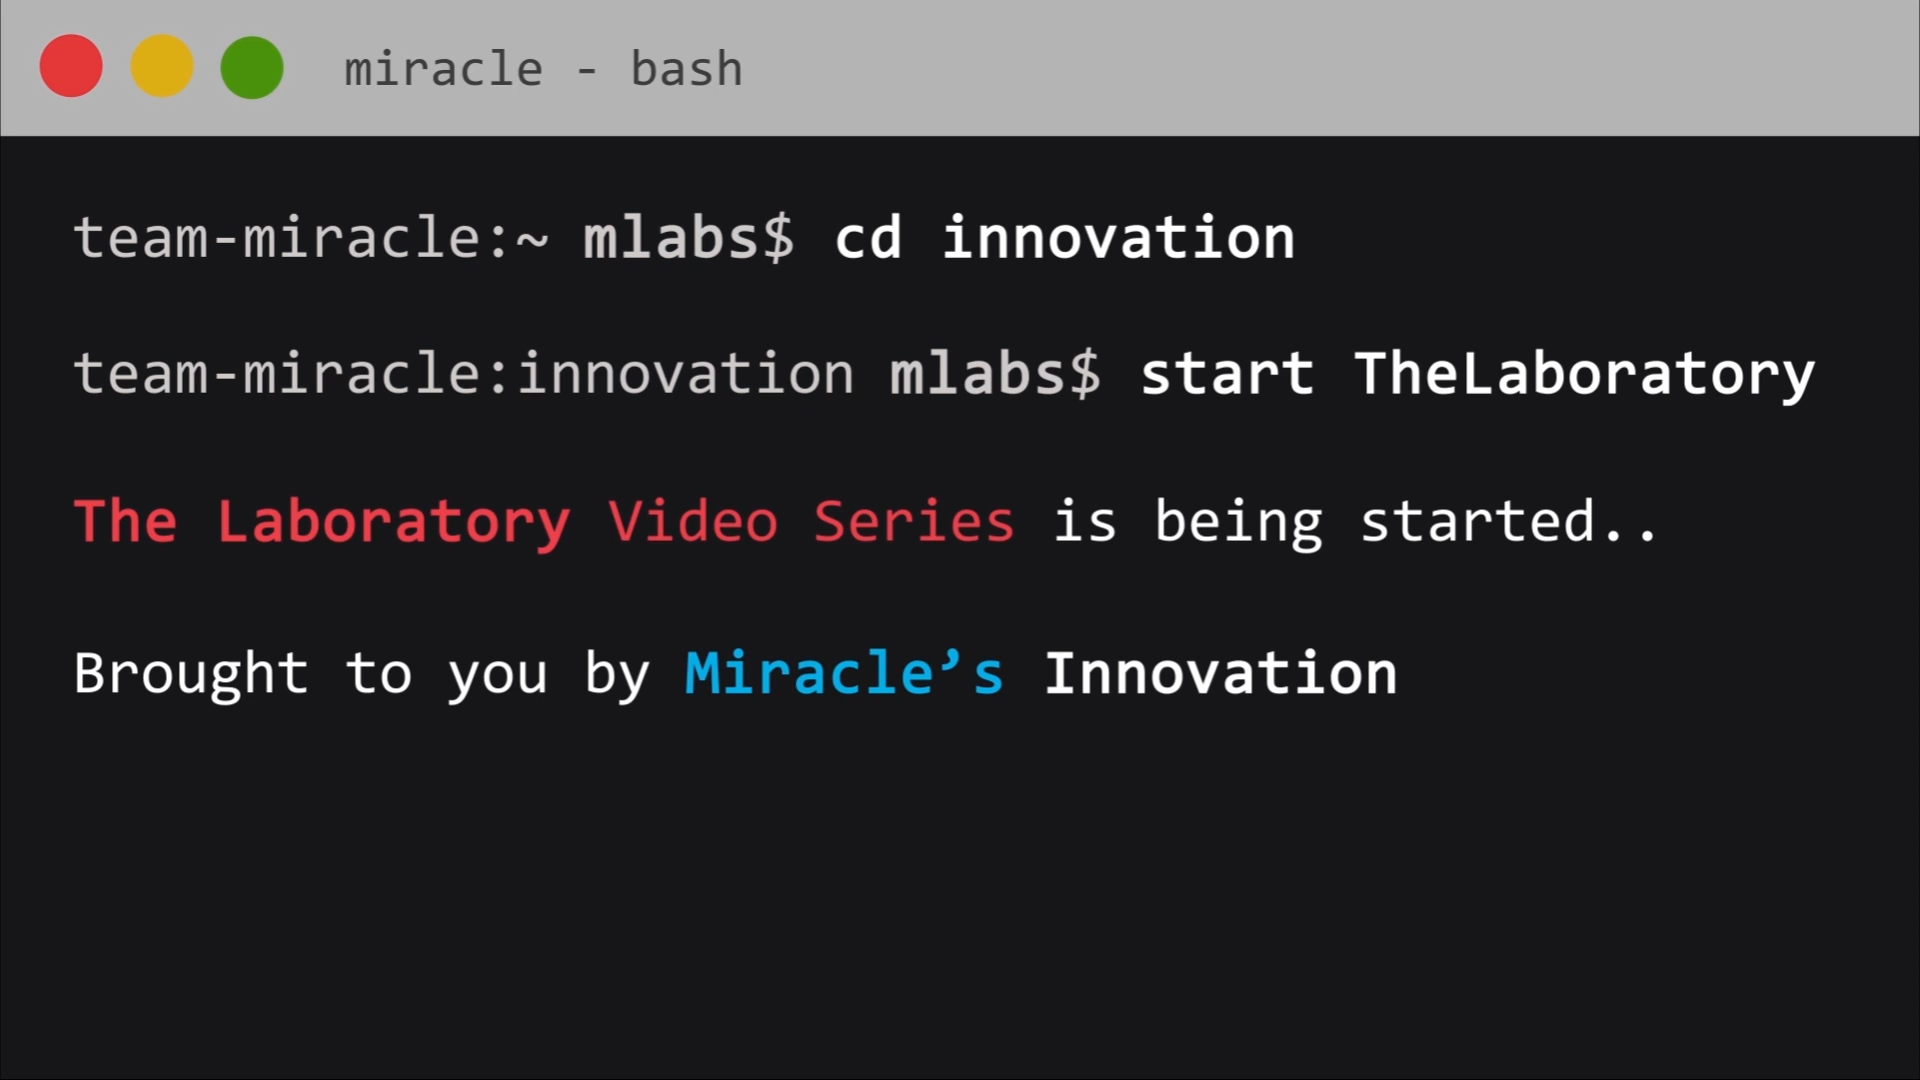 miracle - bash
team-miracle:~ mlabs$ cd innovation
team-miracle:innovation mlabs$ start TheLaboratory
The Laboratory Video Series is being started..
Brought to you by Miracle’s Innovation